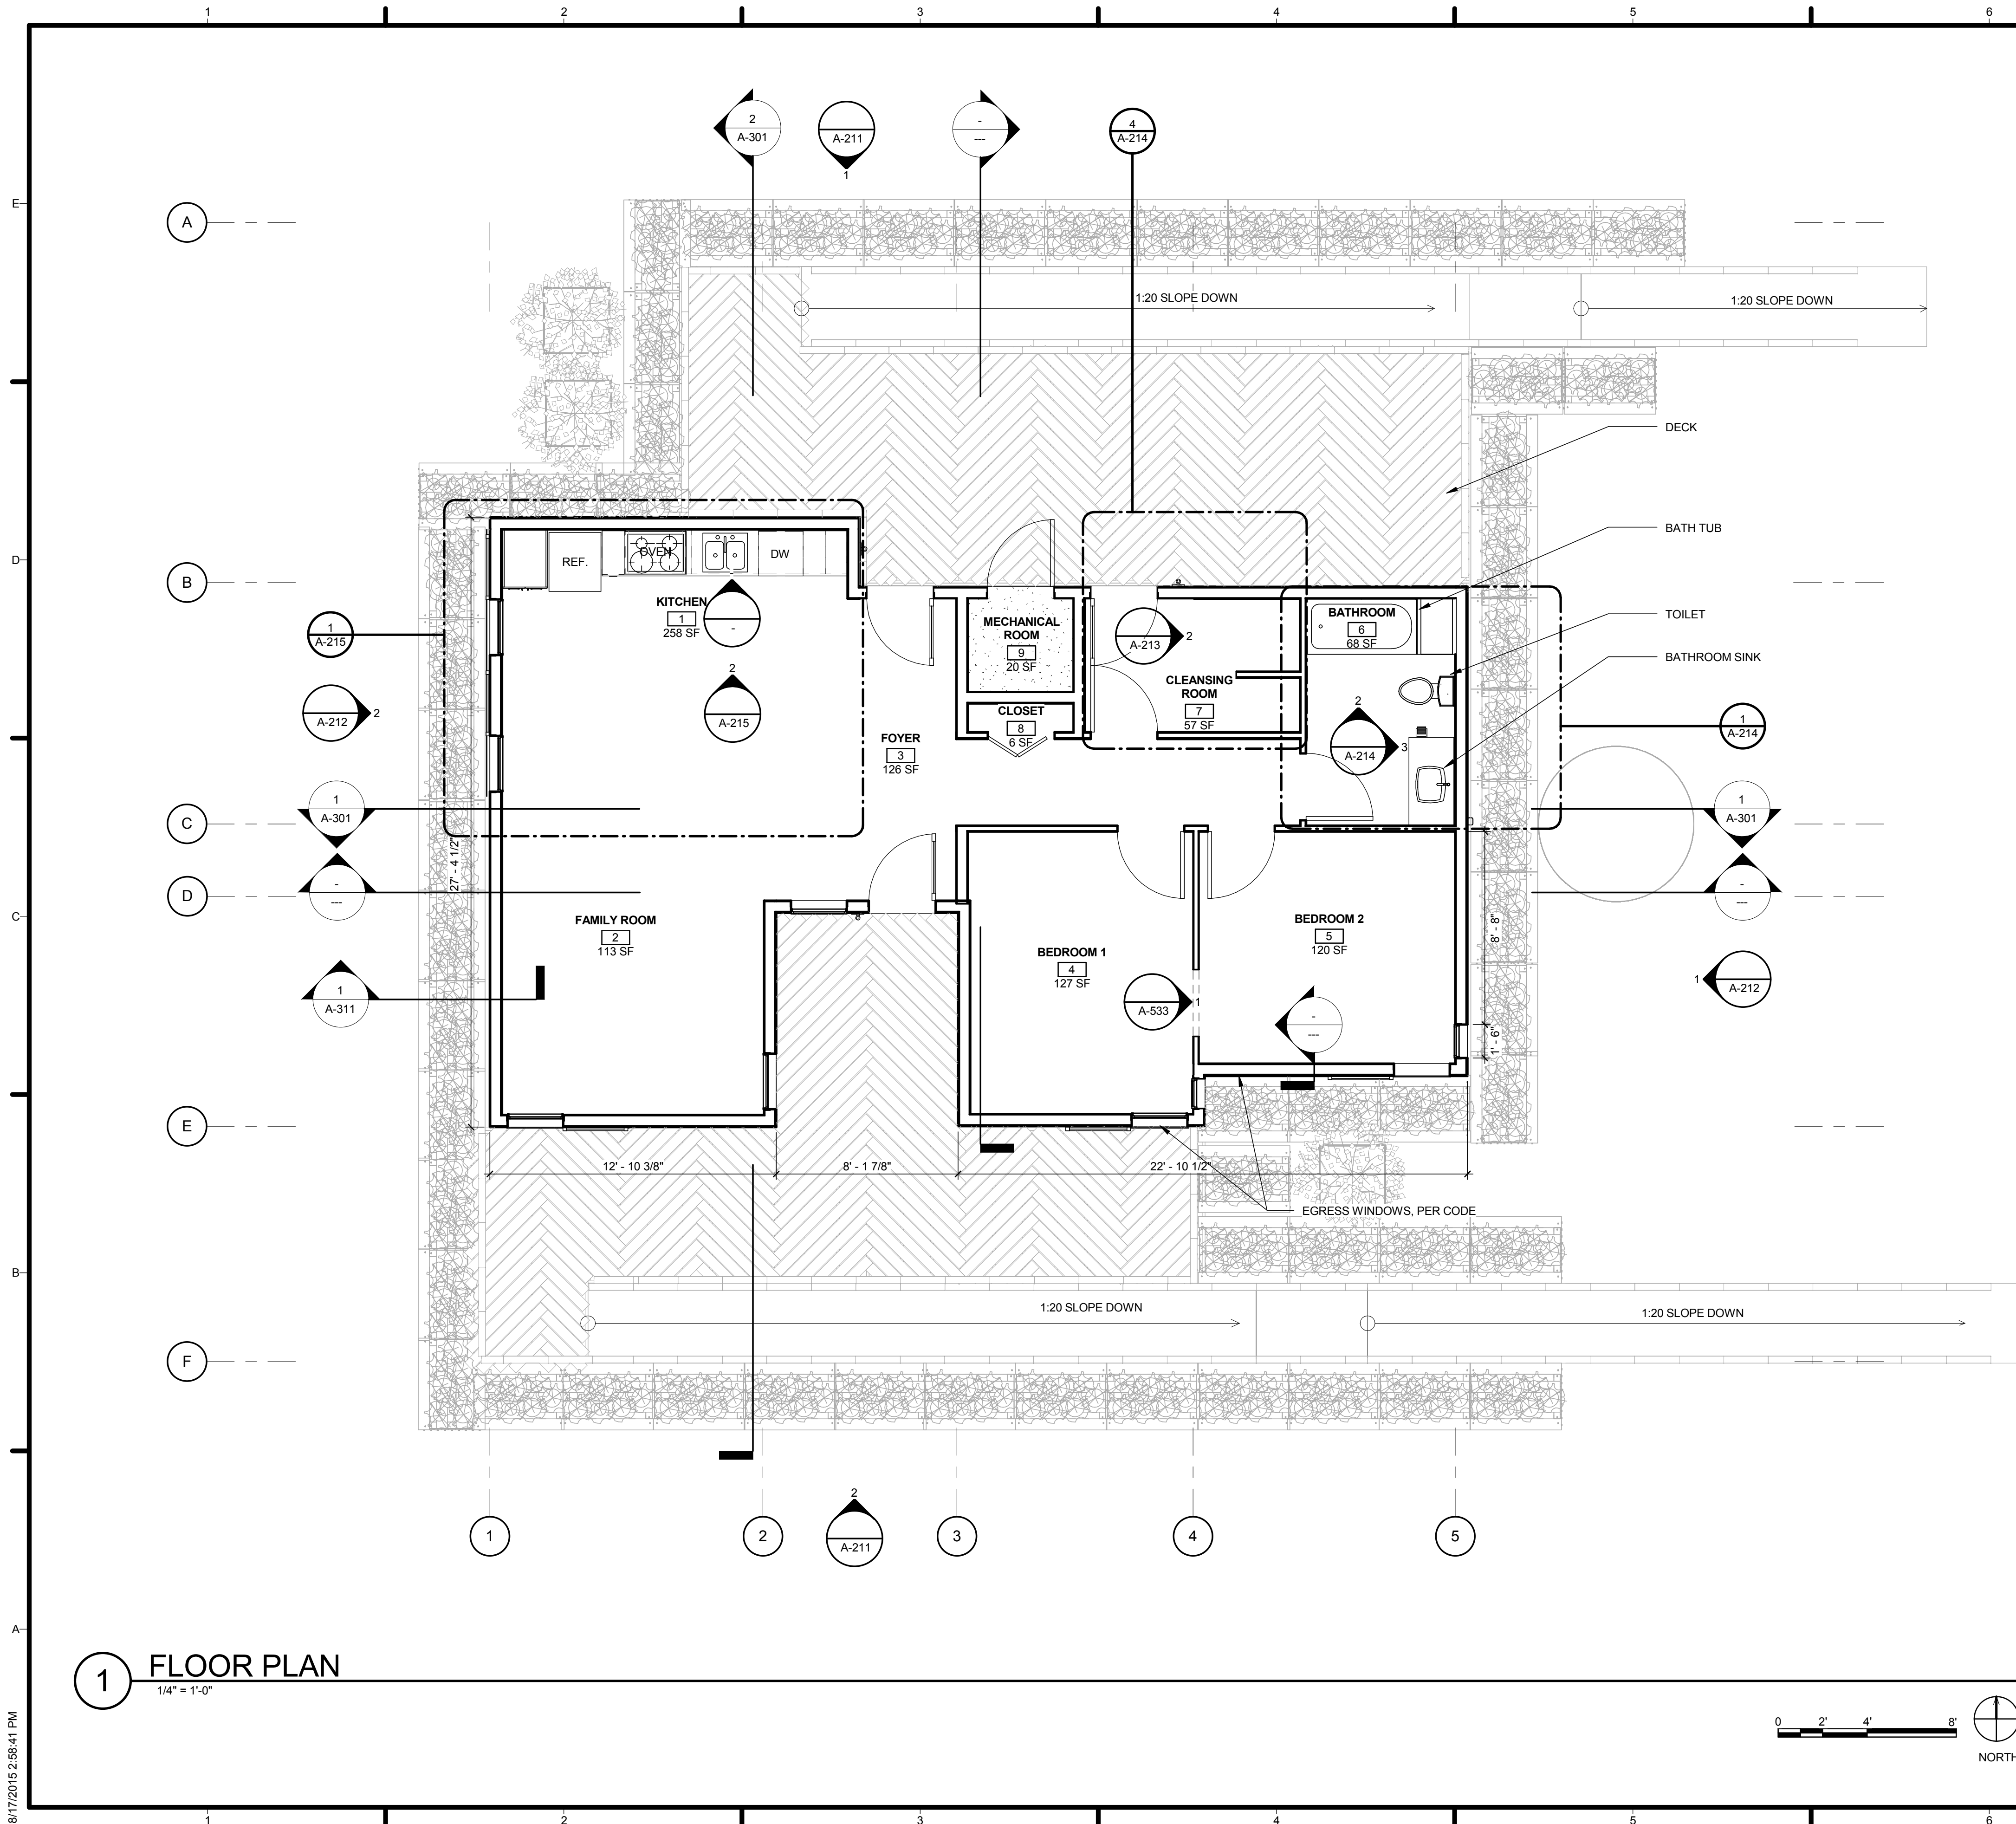 1 2 3 4 5 6
2
A-301
A-211
1
-
---
4
A-214
E
A
1:20 SLOPE DOWN
1:20 SLOPE DOWN
DECK
BATH TUB
D
REF.
OVEN
DW
B
KITCHEN
1
258 SF
-
MECHANICAL
ROOM
9
20 SF
A-213
2
BATHROOM
6
68 SF
TOILET
1
A-215
BATHROOM SINK
CLEANSING
ROOM
7
57 SF
2
A-215
A-212
2
CLOSET
8
6 SF
2
A-214
3
1
A-214
FOYER
3
126 SF
1
A-301
C
1
A-301
27' - 4 1/2"
D
-
---
-
---
C
FAMILY ROOM
2
113 SF
BEDROOM 2
5
120 SF
8' - 8"
BEDROOM 1
4
127 SF
1
A-311
A-533
1
1
A-212
-
---
1' - 6"
E
12' - 10 3/8"
8' - 1 7/8"
22' - 10 1/2"
EGRESS WINDOWS, PER CODE
B
1:20 SLOPE DOWN
1:20 SLOPE DOWN
F
1
2
3
4
5
2
A-211
A
1
FLOOR PLAN
1/4" = 1'-0"
0 2' 4' 8'
NORTH
8/17/2015 2:58:41 PM
1 2 3 4 5 6